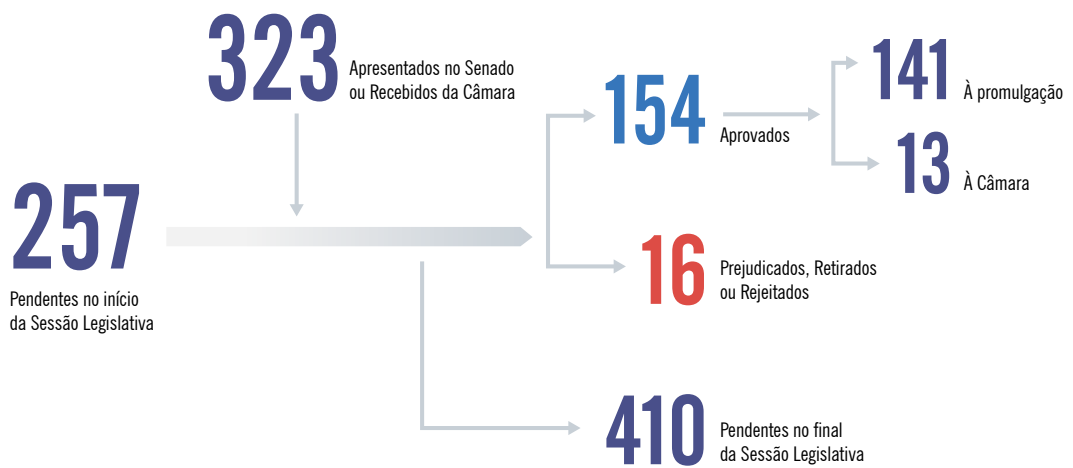 323
Apresentados no Senado
ou Recebidos da Câmara
257
Pendentes no início
da Sessão Legislativa
154
Aprovados
141
À promulgação
13
À Câmara
16
Prejudicados, Retirados
ou Rejeitados
410
Pendentes no final
da Sessão Legislativa